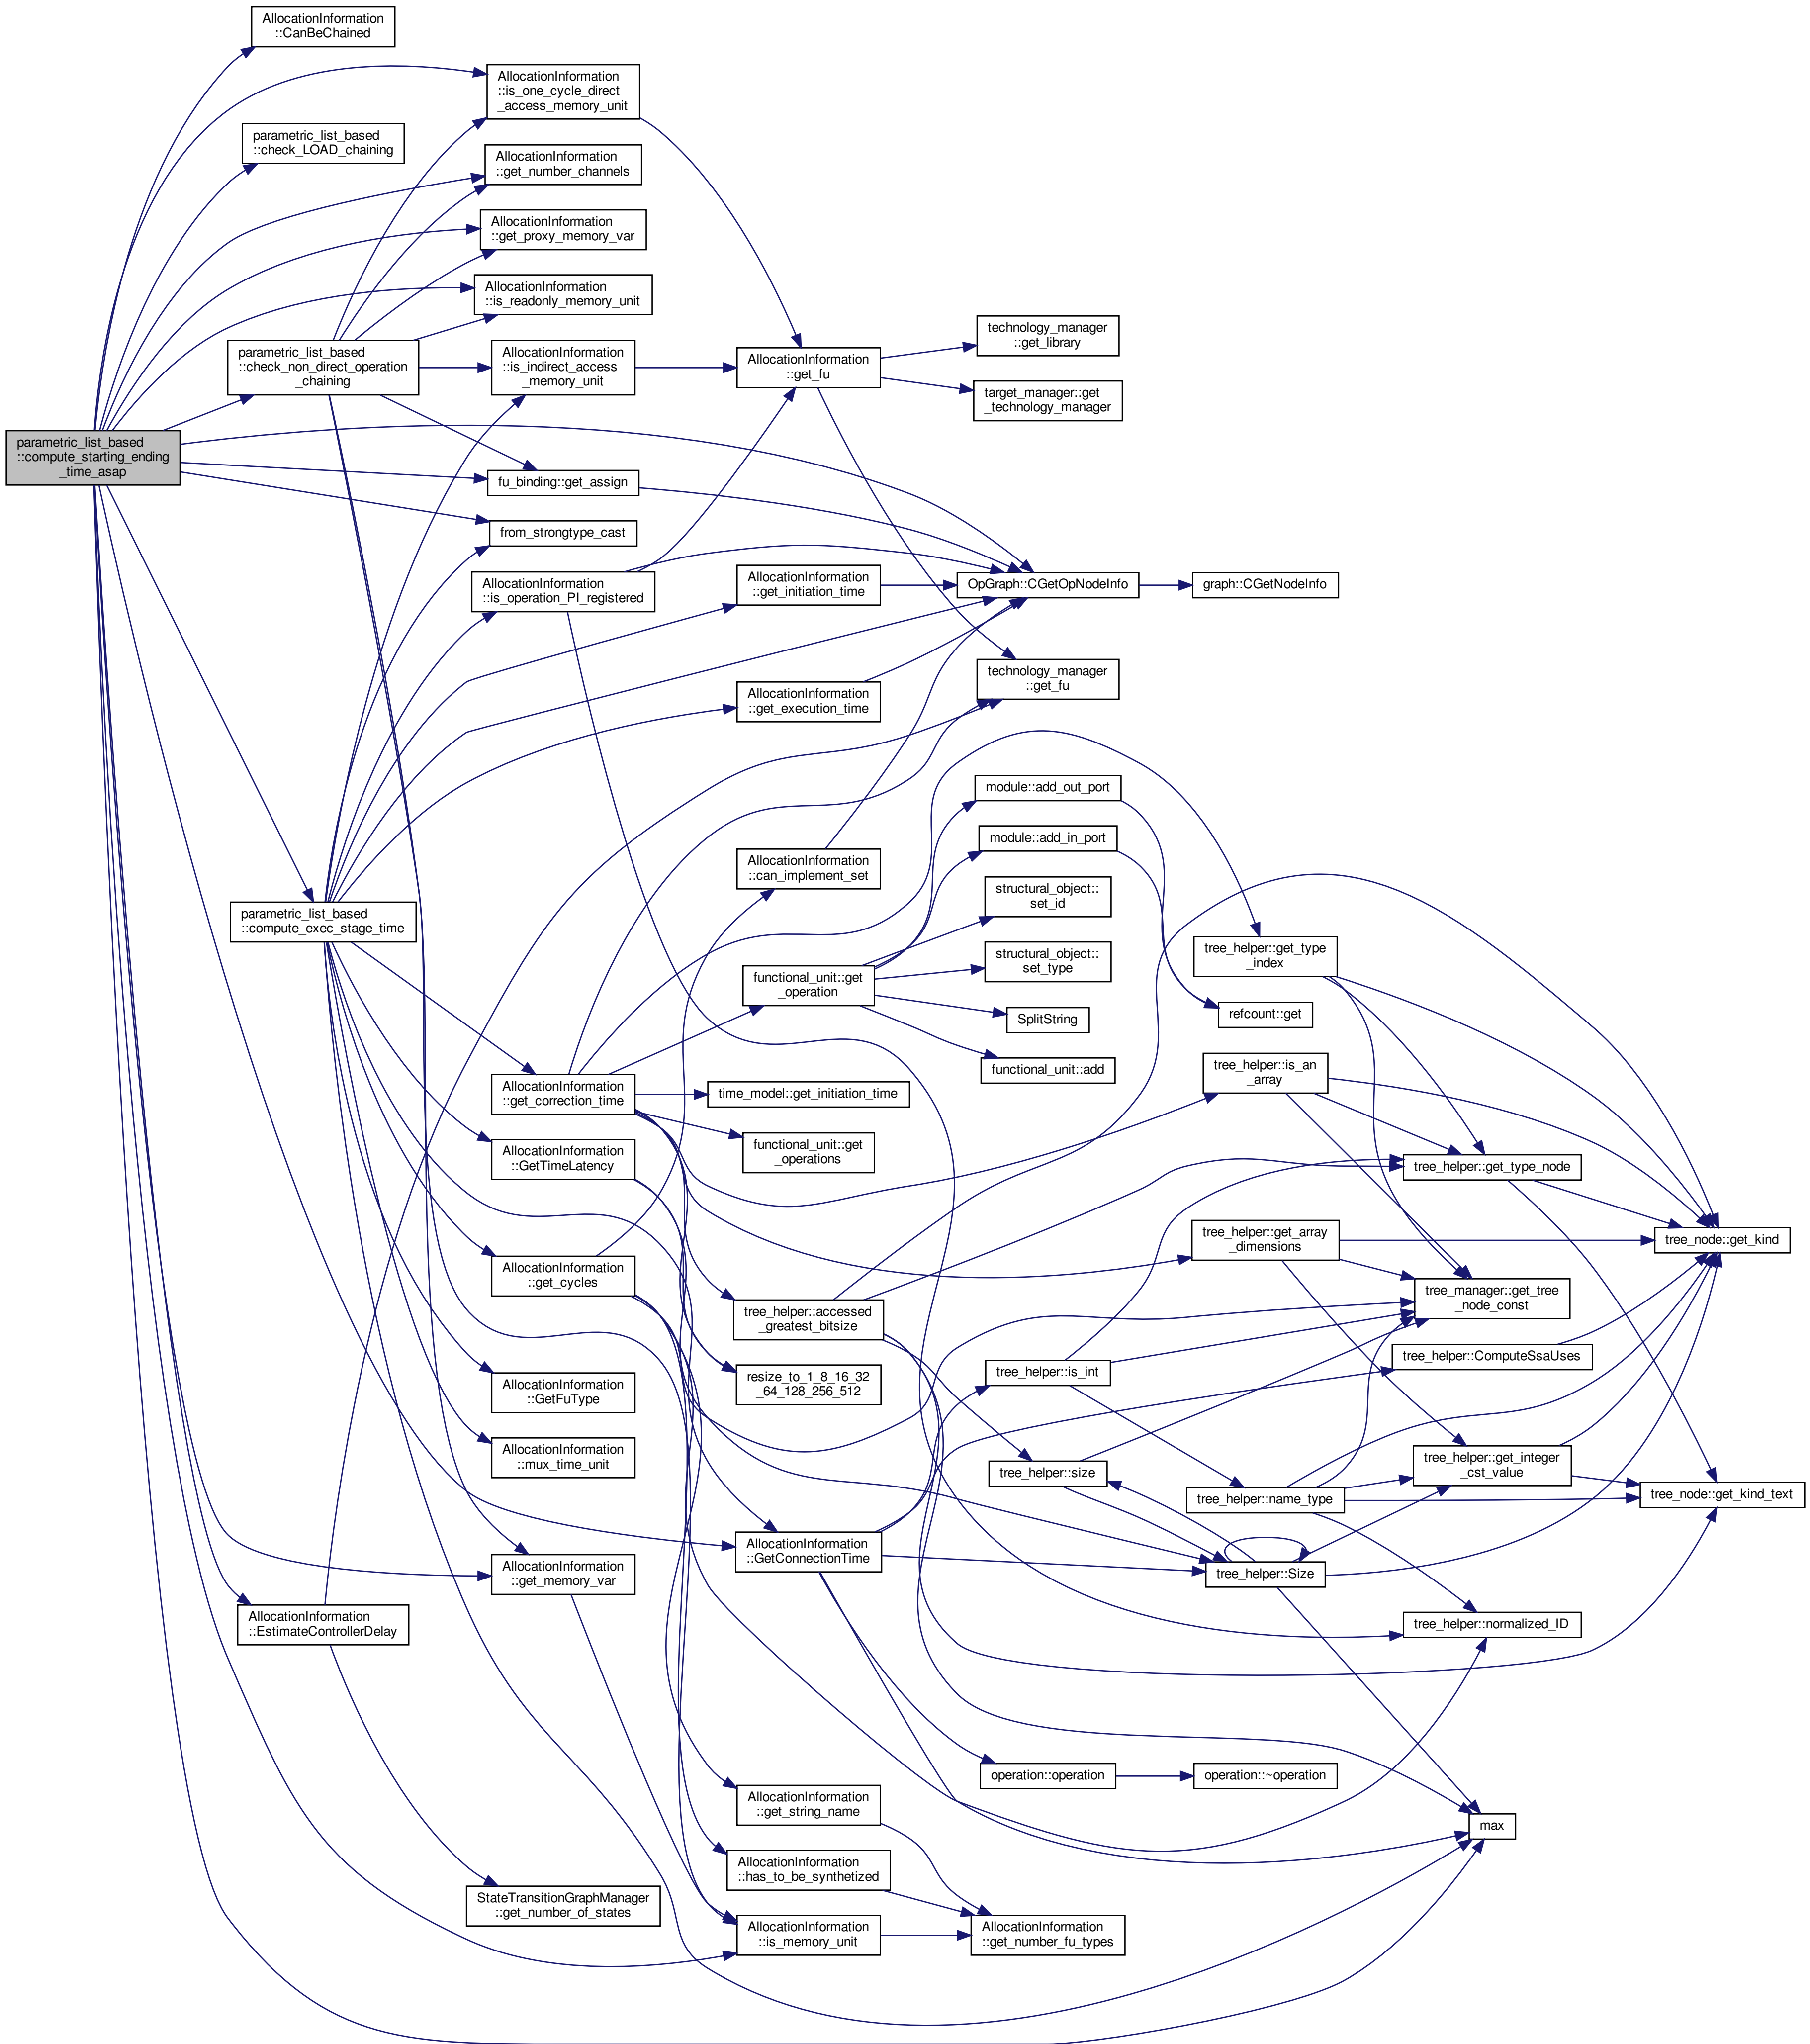 AllocationInformation
::CanBeChained
AllocationInformation
::is_one_cycle_direct
_access_memory_unit
parametric_list_based
::check_LOAD_chaining
AllocationInformation
::get_number_channels
AllocationInformation
::get_proxy_memory_var
AllocationInformation
::is_readonly_memory_unit
parametric_list_based
::check_non_direct_operation
_chaining
AllocationInformation
::is_indirect_access
_memory_unit
AllocationInformation
::get_fu
technology_manager
::get_library
target_manager::get
_technology_manager
parametric_list_based
::compute_starting_ending
_time_asap
fu_binding::get_assign
from_strongtype_cast
AllocationInformation
::is_operation_PI_registered
AllocationInformation
::get_initiation_time
OpGraph::CGetOpNodeInfo
graph::CGetNodeInfo
AllocationInformation
::get_execution_time
technology_manager
::get_fu
module::add_out_port
module::add_in_port
AllocationInformation
::can_implement_set
structural_object::
set_id
parametric_list_based
::compute_exec_stage_time
structural_object::
set_type
functional_unit::get
_operation
tree_helper::get_type
_index
SplitString
refcount::get
functional_unit::add
tree_helper::is_an
_array
AllocationInformation
::get_correction_time
time_model::get_initiation_time
functional_unit::get
_operations
AllocationInformation
::GetTimeLatency
tree_helper::get_type_node
tree_helper::get_array
_dimensions
tree_node::get_kind
AllocationInformation
::get_cycles
tree_manager::get_tree
_node_const
tree_helper::accessed
_greatest_bitsize
tree_helper::ComputeSsaUses
tree_helper::is_int
resize_to_1_8_16_32
_64_128_256_512
AllocationInformation
::GetFuType
AllocationInformation
::mux_time_unit
tree_helper::size
tree_helper::get_integer
_cst_value
tree_helper::name_type
tree_node::get_kind_text
AllocationInformation
::GetConnectionTime
AllocationInformation
::get_memory_var
tree_helper::Size
AllocationInformation
::EstimateControllerDelay
tree_helper::normalized_ID
operation::operation
operation::~operation
AllocationInformation
::get_string_name
max
AllocationInformation
::has_to_be_synthetized
StateTransitionGraphManager
::get_number_of_states
AllocationInformation
::is_memory_unit
AllocationInformation
::get_number_fu_types